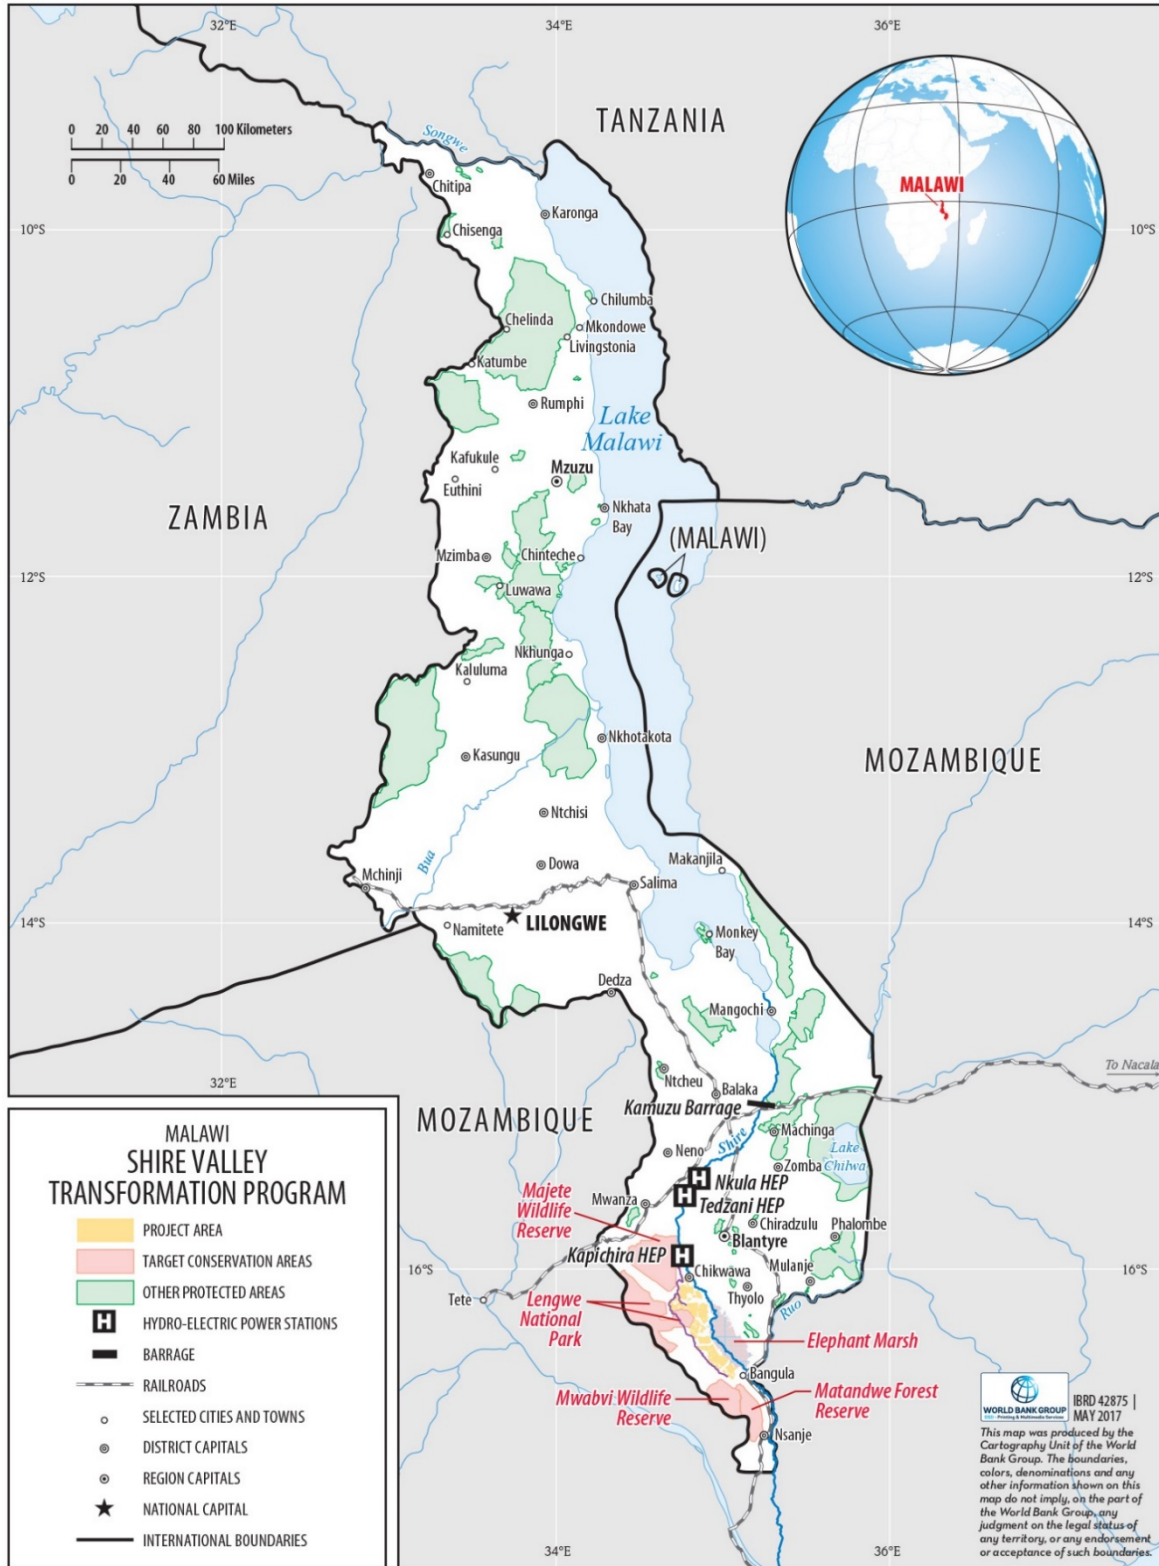 32°E
34°E
36°E
TANZANIA
0 20 40 60 80 100 Kilometers
0 20 40 60 Miles
Songwe
MALAWI
Chitipa
Karonga
10°S
Chisenga
10°S
Chilumba
Chelinda
Mkondowe
Livingstonia
Katumbe
Rumphi
Lake
Malawi
Kafukule
Mzuzu
Euthini
ZAMBIA
Nkhata
Bay
(MALAWI)
Mzimba
Chinteche
12°S
12°S
Luwawa
Nkhunga
Kaluluma
Nkhotakota
Kasungu
MOZAMBIQUE
Ntchisi
Bua
Dowa
Makanjila
Mchinji
Salima
14°S
Namitete
LILONGWE
Monkey
Bay
14°S
Dedza
Mangochi
To Nacala
32°E
Ntcheu
Balaka
Kamuzu Barrage
MOZAMBIQUE
Shire
Machinga
Lake
Chilwa
Neno
Zomba
Nkula HEP
Tedzani HEP
Majete
Wildlife
Reserve
Mwanza
Chiradzulu
Phalombe
Blantyre
Kapichira HEP
Mulanje
16°S
Chikwawa
16°S
Thyolo
Tete
Ruo
Lengwe
National
Park
Elephant Marsh
Bangula
Mwabvi Wildlife
Reserve
Matandwe Forest
Reserve
Nsanje
34°E
36°E
MALAWI
SHIRE VALLEY
TRANSFORMATION PROGRAM
PROJECT AREA
TARGET CONSERVATION AREAS
OTHER PROTECTED AREAS
H HYDRO-ELECTRIC POWER STATIONS
BARRAGE
RAILROADS
SELECTED CITIES AND TOWNS
DISTRICT CAPITALS
REGION CAPITALS
NATIONAL CAPITAL
INTERNATIONAL BOUNDARIES
WORLD BANK GROUP
Printing & Multimedia Services
IBRD 42875 |
MAY 2017
This map was produced by the
Cartography Unit of the World
Bank Group. The boundaries,
colors, denominations and any
other information shown on this
map do not imply, on the part of
the World Bank Group, any
judgment on the legal status of
any territory, or any endorsement
or acceptance of such boundaries.